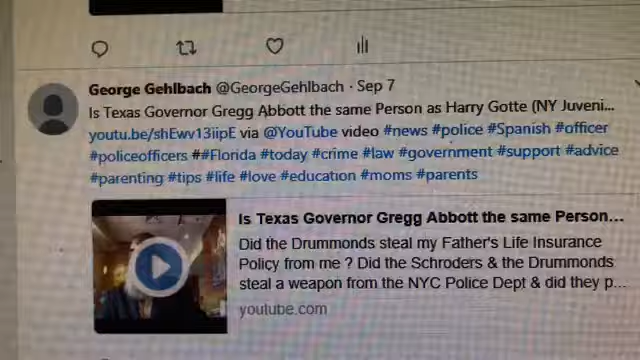 George Gehlbach @GeorgeGehlbach · Sep 7
Is Texas Governor Gregg Abbott the same Person as Harry Gotte (NY Juveni...
youtu.be/shEwv13iipE via @YouTube video #news #police #Spanish #officer
#policeofficers ##Florida #today #crime #law #government #support #advice
#parenting #tips #life #love #education #moms #parents
Is Texas Governor Gregg Abbott the same Person...
Did the Drummonds steal my Father's Life Insurance
Policy from me ? Did the Schroders & the Drummonds
steal a weapon from the NYC Police Dept & did they p...
youtube.com